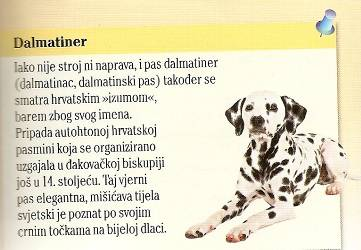 Dalmatiner
Iako nije stroj ni naprava, i pas dalmatiner
(dalmatinac, dalmatinski pas) također se
smatra hrvatskim »izumom«,
barem zbog svog imena.
Pripada autohtonoj hrvatskoj
pasmini koja se organizirano
uzgajala u đakovačkoj biskupiji
još u 14. stoljeću. Taj vjerni
pas elegantna, mišićava tijela
svjetski je poznat po svojim
crnim točkama na bijeloj dlaci.